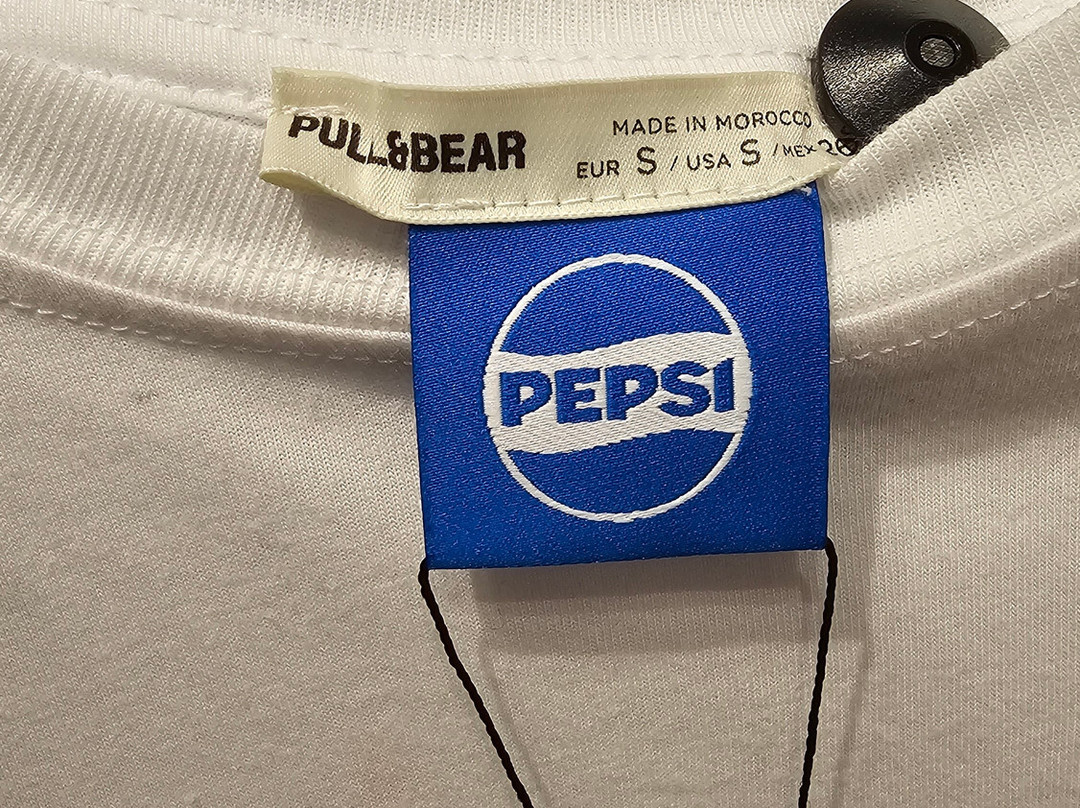 PULL&BEAR
MADE IN MOROCCO
EUR S / USA S / MEX
PEPSI